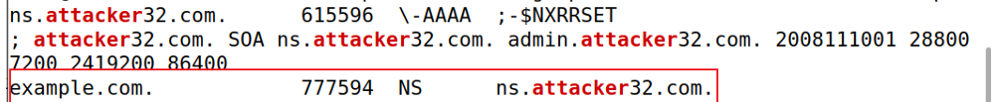 ns.attacker32.com. 615596 \-AAAA ;-$NXRRSET
; attacker32.com. SOA ns.attacker32.com. admin.attacker32.com. 2008111001 28800
7200 2419200 86400
example.com. 777594 NS ns.attacker32.com.